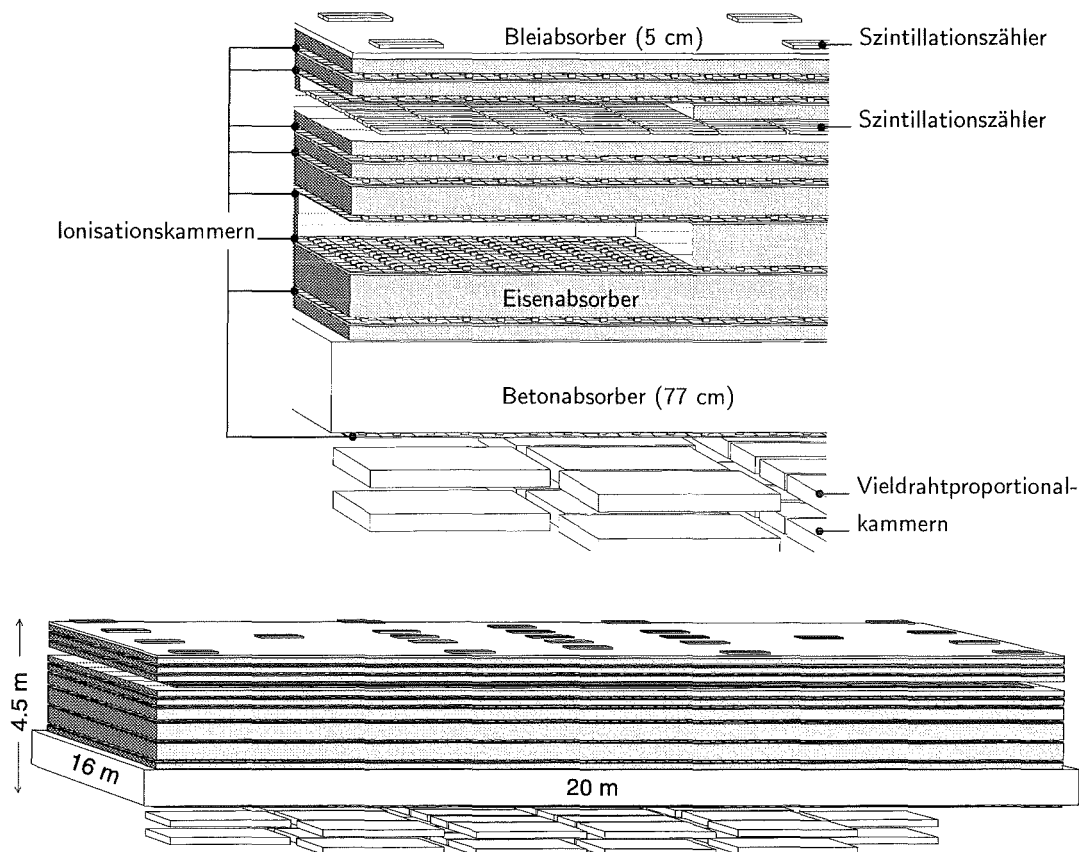 Bleiabsorber (5 cm)
Szintillationszähler
Szintillationszähler
Ionisationskammern
Eisenabsorber
Betonabsorber (77 cm)
Vieldrahtproportional-
kammern
4.5 m
16 m
20 m